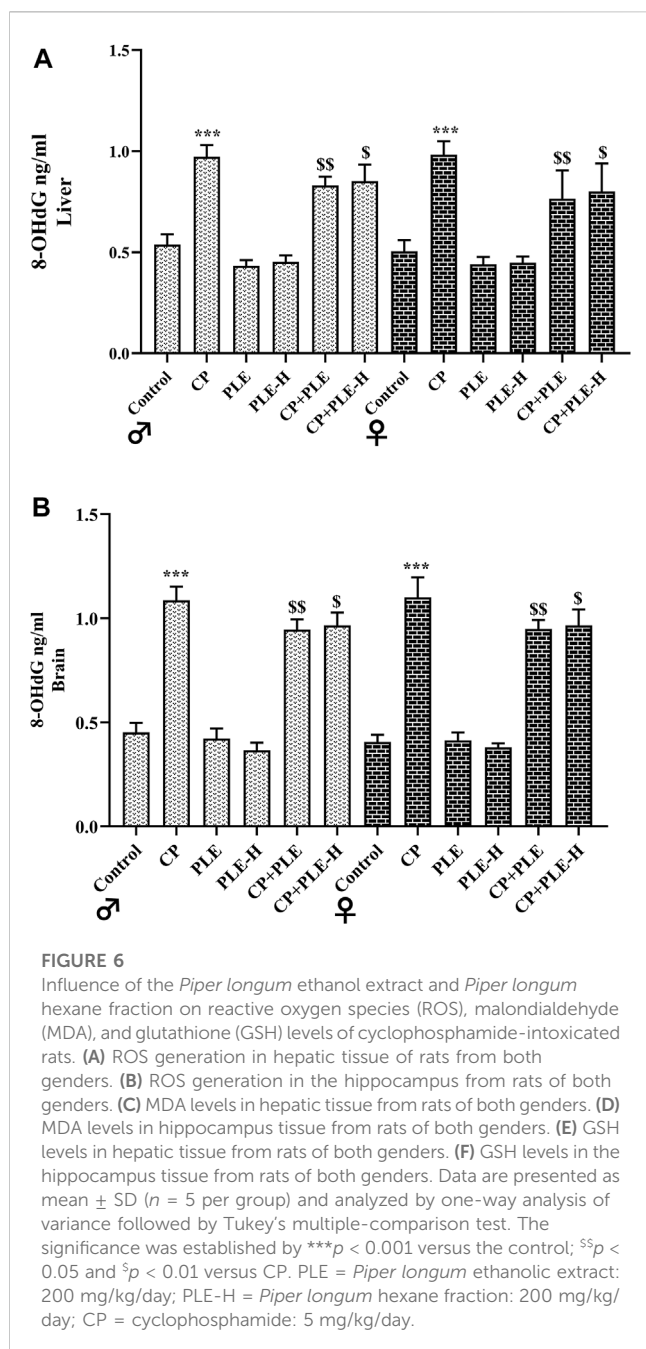 A
1.5
1.0
0.5
0.0
8-OHdG ng/ml
Liver
***
$$
$
***
$$
$
Control
CP
PLE
PLE-H
CP+PLE
CP+PLE-H
Control
CP
PLE
PLE-H
CP+PLE
CP+PLE-H
♂
♀
B
1.5
1.0
0.5
0.0
8-OHdG ng/ml
Brain
***
$$
$
***
$$
$
Control
CP
PLE
PLE-H
CP+PLE
CP+PLE-H
Control
CP
PLE
PLE-H
CP+PLE
CP+PLE-H
♂
♀
FIGURE 6
Influence of the Piper longum ethanol extract and Piper longum
hexane fraction on reactive oxygen species (ROS), malondialdehyde
(MDA), and glutathione (GSH) levels of cyclophosphamide-intoxicated
rats. (A) ROS generation in hepatic tissue of rats from both
genders. (B) ROS generation in the hippocampus from rats of both
genders. (C) MDA levels in hepatic tissue from rats of both genders. (D)
MDA levels in hippocampus tissue from rats of both genders. (E) GSH
levels in hepatic tissue from rats of both genders. (F) GSH levels in the
hippocampus tissue from rats of both genders. Data are presented as
mean ± SD (n = 5 per group) and analyzed by one-way analysis of
variance followed by Tukey's multiple-comparison test. The
significance was established by ***p < 0.001 versus the control; $$p <
0.05 and $p < 0.01 versus CP. PLE = Piper longum ethanolic extract:
200 mg/kg/day; PLE-H = Piper longum hexane fraction: 200 mg/kg/
day; CP = cyclophosphamide: 5 mg/kg/day.